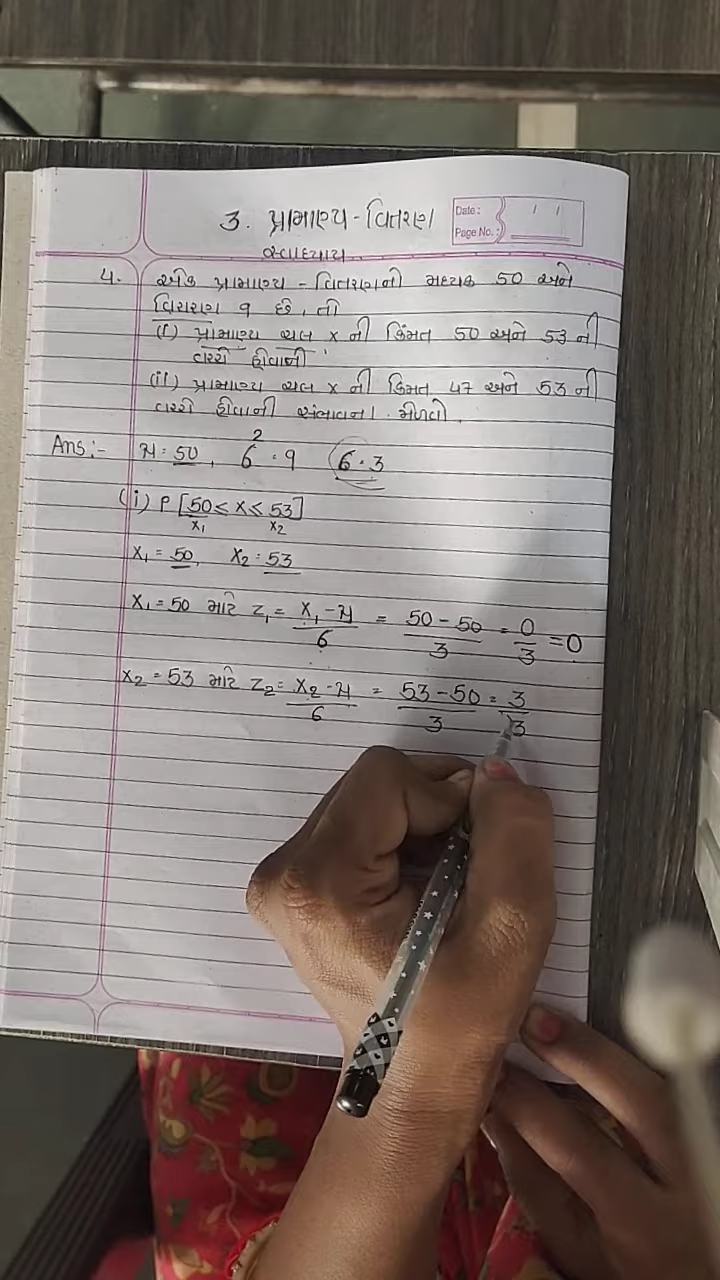 Date : / /
Page No. :
3. પ્રામાણ્ય - વિતરણ
સ્વાધ્યાય
4. એક પ્રામાણ્ય - વિતરણનો મધ્યક 50 અને
વિચરણ 9 છે, તો
(i) પ્રામાણ્ય ચલ x ની કિંમત 50 અને 53 ની
વચ્ચે હોવાની
(ii) પ્રામાણ્ય ચલ x ની કિંમત 47 અને 53 ની
વચ્ચે હોવાની સંભાવના મેળવો.
Ans :- μ = 50, σ² = 9 σ = 3
(i) P [50 ≤ x ≤ 53]
x₁ x₂
x₁ = 50, x₂ = 53
x₁ = 50 માટે z₁ = x₁ - μ / σ = 50 - 50 / 3 = 0 / 3 = 0
x₂ = 53 માટે z₂ = x₂ - μ / σ = 53 - 50 / 3 = 3 / 3